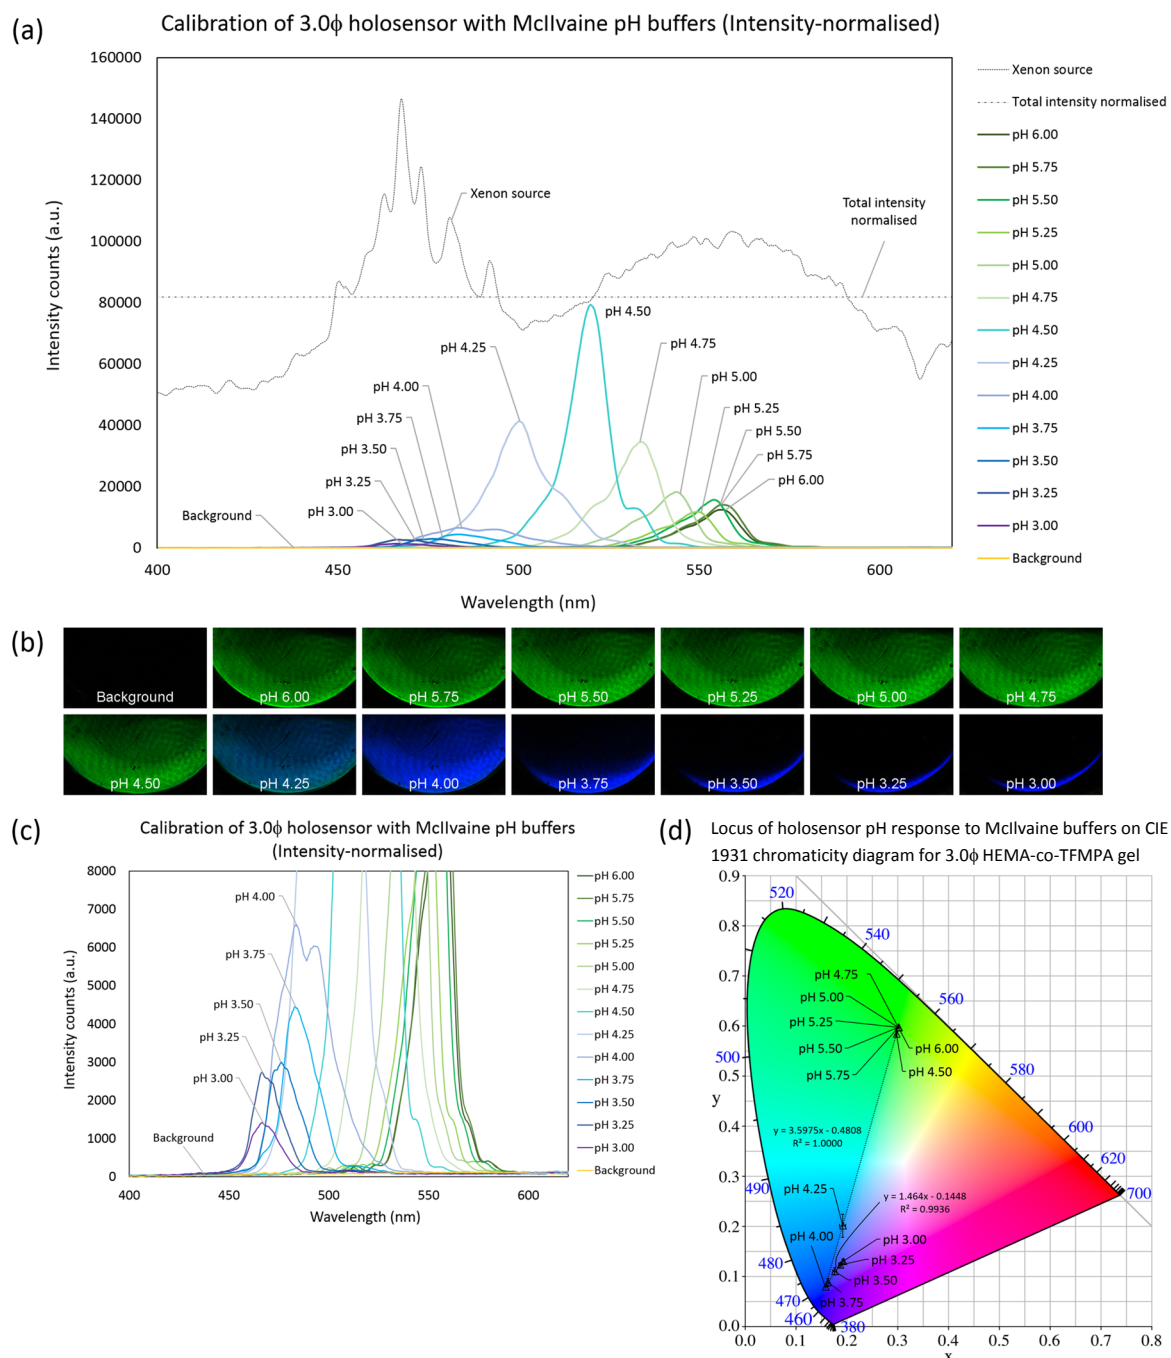 (a)
Calibration of 3.0ϕ holosensor with McIlvaine pH buffers (Intensity-normalised)
160000
140000
120000
100000
80000
60000
40000
20000
0
Intensity counts (a.u.)
400
450
500
550
600
Wavelength (nm)
Xenon source
Total intensity
normalised
pH 4.50
pH 4.25
pH 4.75
pH 4.00
pH 5.00
pH 3.75
pH 5.25
pH 3.50
pH 5.50
pH 3.25
pH 5.75
pH 3.00
pH 6.00
Background
Xenon source
Total intensity normalised
pH 6.00
pH 5.75
pH 5.50
pH 5.25
pH 5.00
pH 4.75
pH 4.50
pH 4.25
pH 4.00
pH 3.75
pH 3.50
pH 3.25
pH 3.00
Background
(b)
Background
pH 6.00
pH 5.75
pH 5.50
pH 5.25
pH 5.00
pH 4.75
pH 4.50
pH 4.25
pH 4.00
pH 3.75
pH 3.50
pH 3.25
pH 3.00
(c)
Calibration of 3.0ϕ holosensor with McIlvaine pH buffers
(Intensity-normalised)
8000
7000
6000
5000
4000
3000
2000
1000
0
Intensity counts (a.u.)
400
450
500
550
600
Wavelength (nm)
pH 4.00
pH 3.75
pH 3.50
pH 3.25
pH 3.00
Background
pH 6.00
pH 5.75
pH 5.50
pH 5.25
pH 5.00
pH 4.75
pH 4.50
pH 4.25
pH 4.00
pH 3.75
pH 3.50
pH 3.25
pH 3.00
Background
(d)
Locus of holosensor pH response to McIlvaine buffers on CIE
1931 chromaticity diagram for 3.0ϕ HEMA-co-TFMPA gel
0.9
0.8
0.7
0.6
0.5
0.4
0.3
0.2
0.1
0.0
y
0.0
0.1
0.2
0.3
0.4
0.5
0.6
0.7
0.8
x
520
540
560
580
600
620
700
500
490
480
470
460
380
pH 4.75
pH 5.00
pH 5.25
pH 5.50
pH 5.75
pH 6.00
pH 4.50
y = 3.5975x - 0.4808
R² = 1.0000
pH 4.25
y = 1.464x - 0.1448
R² = 0.9936
pH 4.00
pH 3.00
pH 3.25
pH 3.50
pH 3.75